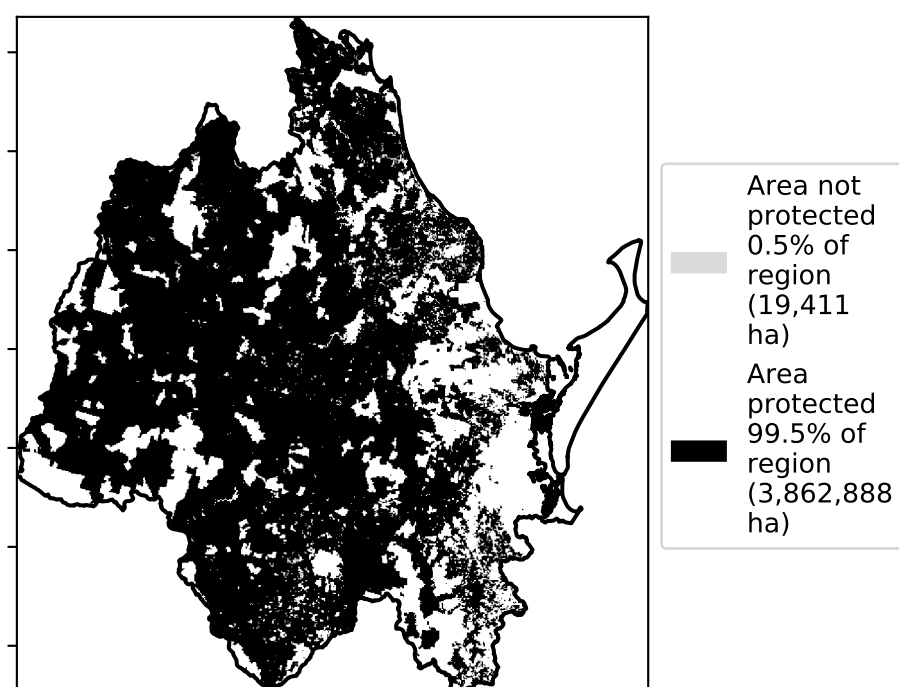 Area not
protected
0.5% of
region
(19,411
ha)
Area
protected
99.5% of
region
(3,862,888
ha)